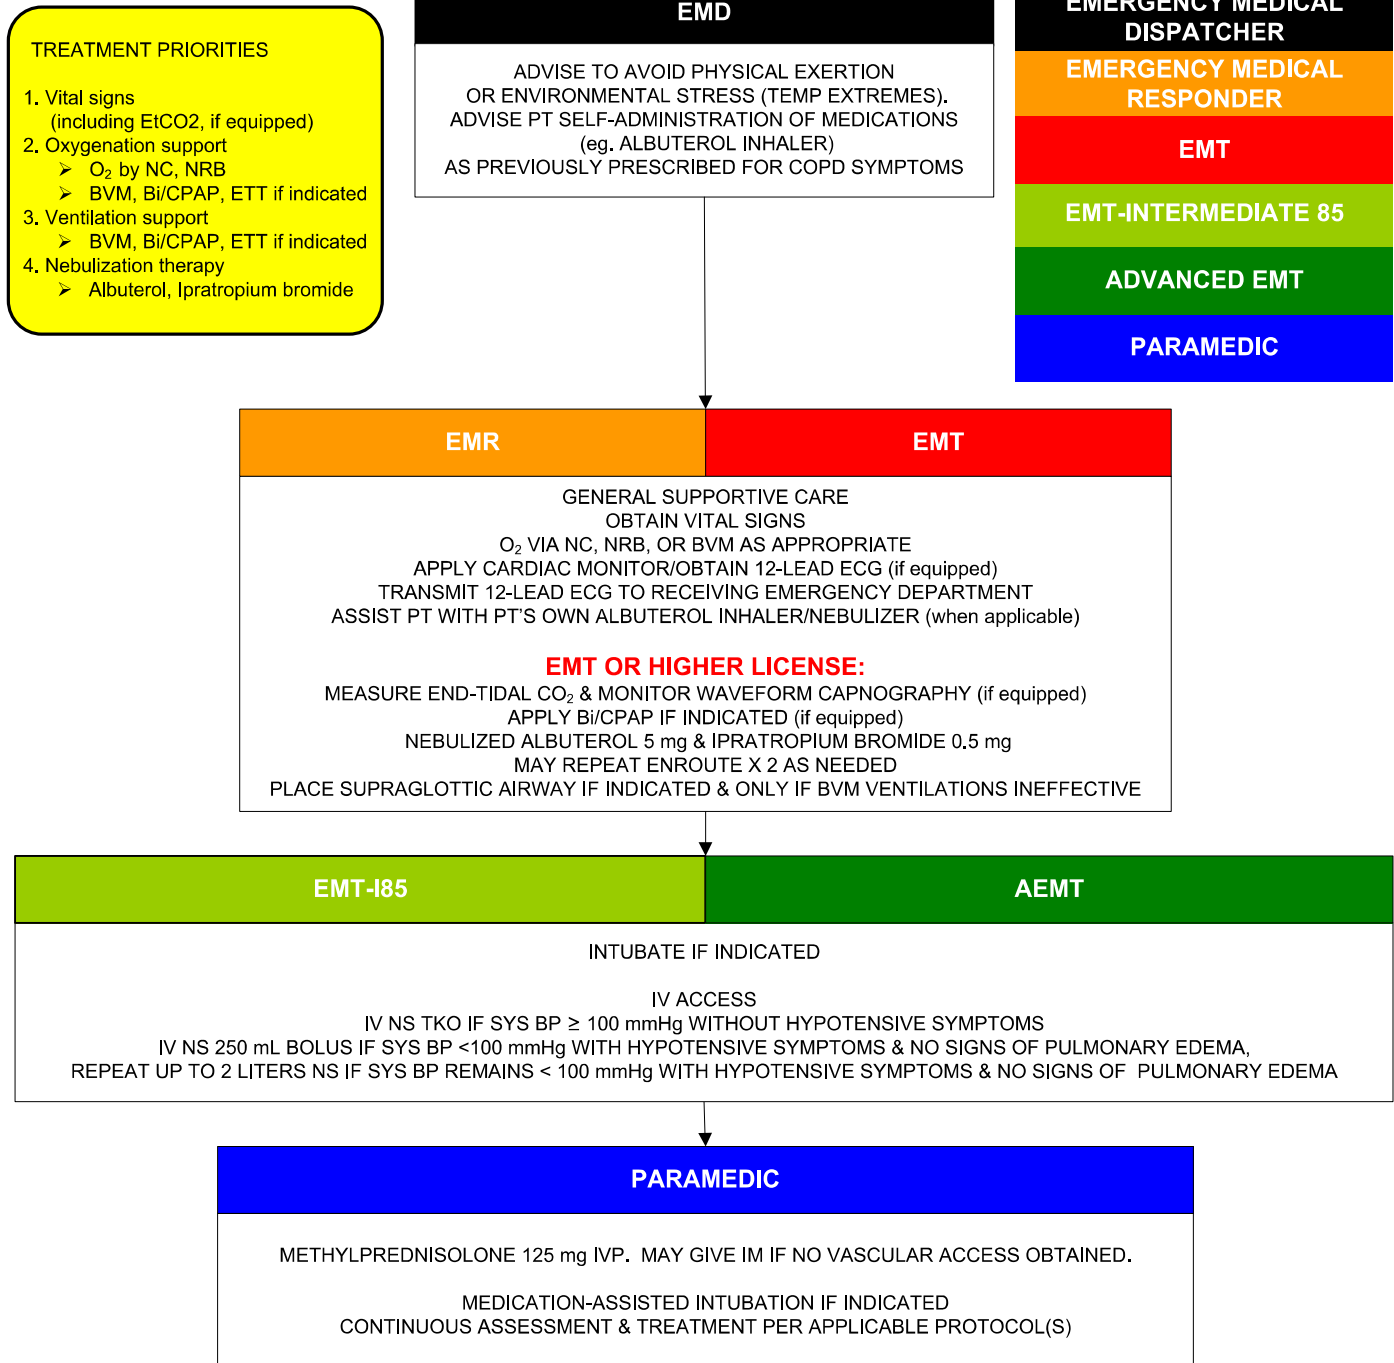 TREATMENT PRIORITIES
1. Vital signs
(including EtCO2, if equipped)
2. Oxygenation support
➢ O₂ by NC, NRB
➢ BVM, Bi/CPAP, ETT if indicated
3. Ventilation support
➢ BVM, Bi/CPAP, ETT if indicated
4. Nebulization therapy
➢ Albuterol, Ipratropium bromide
EMD
ADVISE TO AVOID PHYSICAL EXERTION
OR ENVIRONMENTAL STRESS (TEMP EXTREMES).
ADVISE PT SELF-ADMINISTRATION OF MEDICATIONS
(eg. ALBUTEROL INHALER)
AS PREVIOUSLY PRESCRIBED FOR COPD SYMPTOMS
EMERGENCY MEDICAL
DISPATCHER
EMERGENCY MEDICAL
RESPONDER
EMT
EMT-INTERMEDIATE 85
ADVANCED EMT
PARAMEDIC
EMR
EMT
GENERAL SUPPORTIVE CARE
OBTAIN VITAL SIGNS
O₂ VIA NC, NRB, OR BVM AS APPROPRIATE
APPLY CARDIAC MONITOR/OBTAIN 12-LEAD ECG (if equipped)
TRANSMIT 12-LEAD ECG TO RECEIVING EMERGENCY DEPARTMENT
ASSIST PT WITH PT'S OWN ALBUTEROL INHALER/NEBULIZER (when applicable)
EMT OR HIGHER LICENSE:
MEASURE END-TIDAL CO₂ & MONITOR WAVEFORM CAPNOGRAPHY (if equipped)
APPLY Bi/CPAP IF INDICATED (if equipped)
NEBULIZED ALBUTEROL 5 mg & IPRATROPIUM BROMIDE 0.5 mg
MAY REPEAT ENROUTE X 2 AS NEEDED
PLACE SUPRAGLOTTIC AIRWAY IF INDICATED & ONLY IF BVM VENTILATIONS INEFFECTIVE
EMT-I85
AEMT
INTUBATE IF INDICATED
IV ACCESS
IV NS TKO IF SYS BP ≥ 100 mmHg WITHOUT HYPOTENSIVE SYMPTOMS
IV NS 250 mL BOLUS IF SYS BP <100 mmHg WITH HYPOTENSIVE SYMPTOMS & NO SIGNS OF PULMONARY EDEMA,
REPEAT UP TO 2 LITERS NS IF SYS BP REMAINS < 100 mmHg WITH HYPOTENSIVE SYMPTOMS & NO SIGNS OF PULMONARY EDEMA
PARAMEDIC
METHYLPREDNISOLONE 125 mg IVP. MAY GIVE IM IF NO VASCULAR ACCESS OBTAINED.
MEDICATION-ASSISTED INTUBATION IF INDICATED
CONTINUOUS ASSESSMENT & TREATMENT PER APPLICABLE PROTOCOL(S)